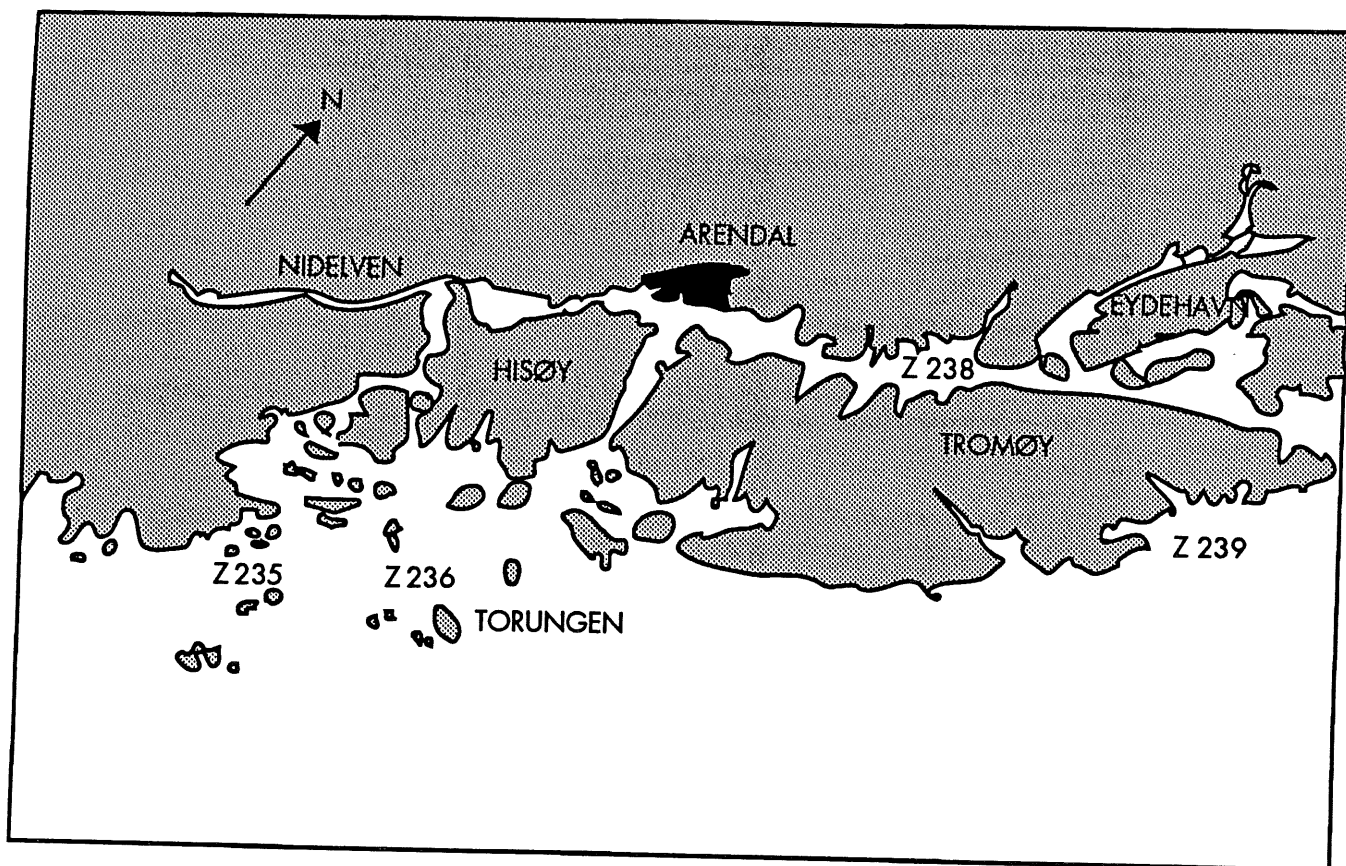 N
ARENDAL
NIDELVEN
EYDEHAVN
HISØY
Z 238
TROMØY
Z 239
Z 235
Z 236
TORUNGEN